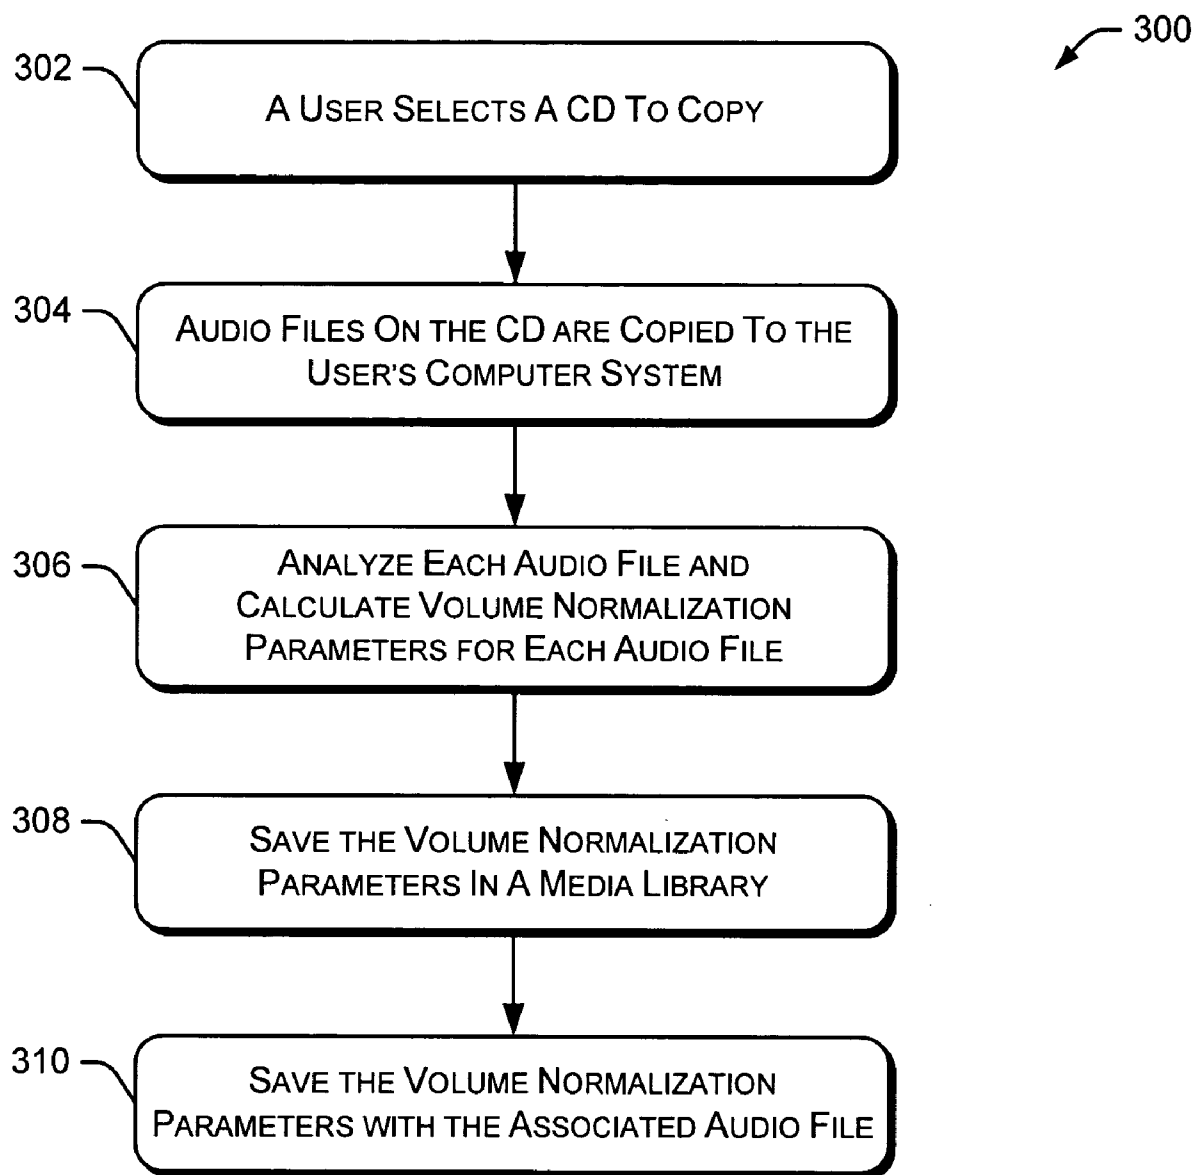 300
302
A USER SELECTS A CD TO COPY
304
AUDIO FILES ON THE CD ARE COPIED TO THE
USER'S COMPUTER SYSTEM
306
ANALYZE EACH AUDIO FILE AND
CALCULATE VOLUME NORMALIZATION
PARAMETERS FOR EACH AUDIO FILE
308
SAVE THE VOLUME NORMALIZATION
PARAMETERS IN A MEDIA LIBRARY
310
SAVE THE VOLUME NORMALIZATION
PARAMETERS WITH THE ASSOCIATED AUDIO FILE